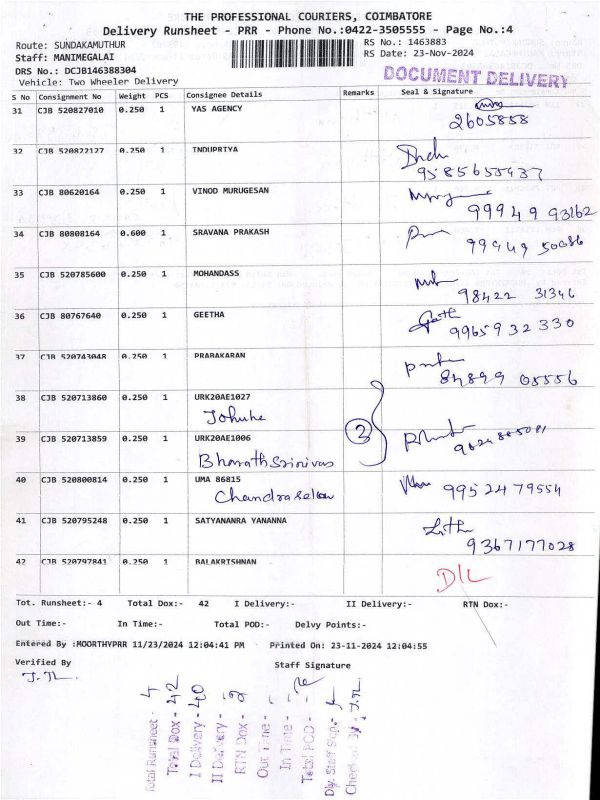 THE PROFESSIONAL COURIERS, COIMBATORE
Delivery Runsheet - PRR - Phone No.:0422-3505555 - Page No.:4
Route: SUNDAKAMUTHUR
RS No.: 1463883
Staff: MANIMEGALAI
RS Date: 23-Nov-2024
DRS No.: DCJB146388304
Vehicle: Two Wheeler Delivery
DOCUMENT DELIVERY
S No Consignment No Weight PCS Consignee Details Remarks Seal & Signature
31 CJB 520827010 0.250 1 YAS AGENCY
2605858
32 CJB 520822127 0.250 1 INDUPRIYA
Indu
9585655437
33 CJB 80620164 0.250 1 VINOD MURUGESAN
99949 93162
34 CJB 80808164 0.600 1 SRAVANA PRAKASH
99949 50086
35 CJB 520785600 0.250 1 MOHANDASS
98422 31346
36 CJB 80767640 0.250 1 GEETHA
9965932330
37 CJB 520743048 0.250 1 PRABAKARAN
84899 05556
38 CJB 520713860 0.250 1 URK20AE1027
2
39 CJB 520713859 0.250 1 URK20AE1006
Bharath Srinivas
40 CJB 520800814 0.250 1 UMA 86815
9952479554
41 CJB 520795248 0.250 1 SATYANANRA YANANNA
9367177028
42 CJB 520797841 0.250 1 BALAKRISHNAN
D/L
Tot. Runsheet:- 4 Total Dox:- 42 I Delivery:- II Delivery:- RTN Dox:-
Out Time:- In Time:- Total POD:- Delvy Points:-
Entered By :MOORTHYPRR 11/23/2024 12:04:41 PM Printed On: 23-11-2024 12:04:55
Verified By Staff Signature
Total Runsheet - 4
Total Dox - 42
I Delivery - 40
II Delivery -
RTN Dox - 2
Out Time -
In Time -
Total POD -
Dly. Staff Sign. -